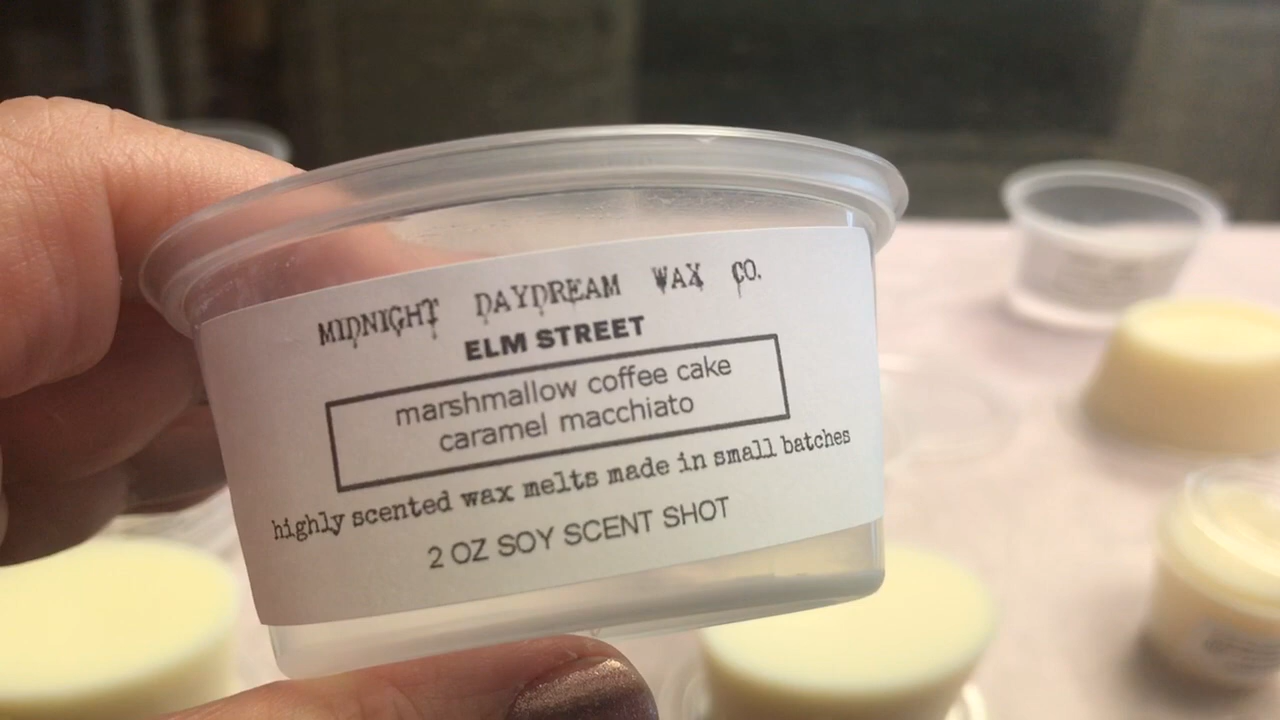 MIDNIGHT DAYDREAM WAX CO.
ELM STREET
marshmallow coffee cake
caramel macchiato
highly scented wax melts made in small batches
2 OZ SOY SCENT SHOT